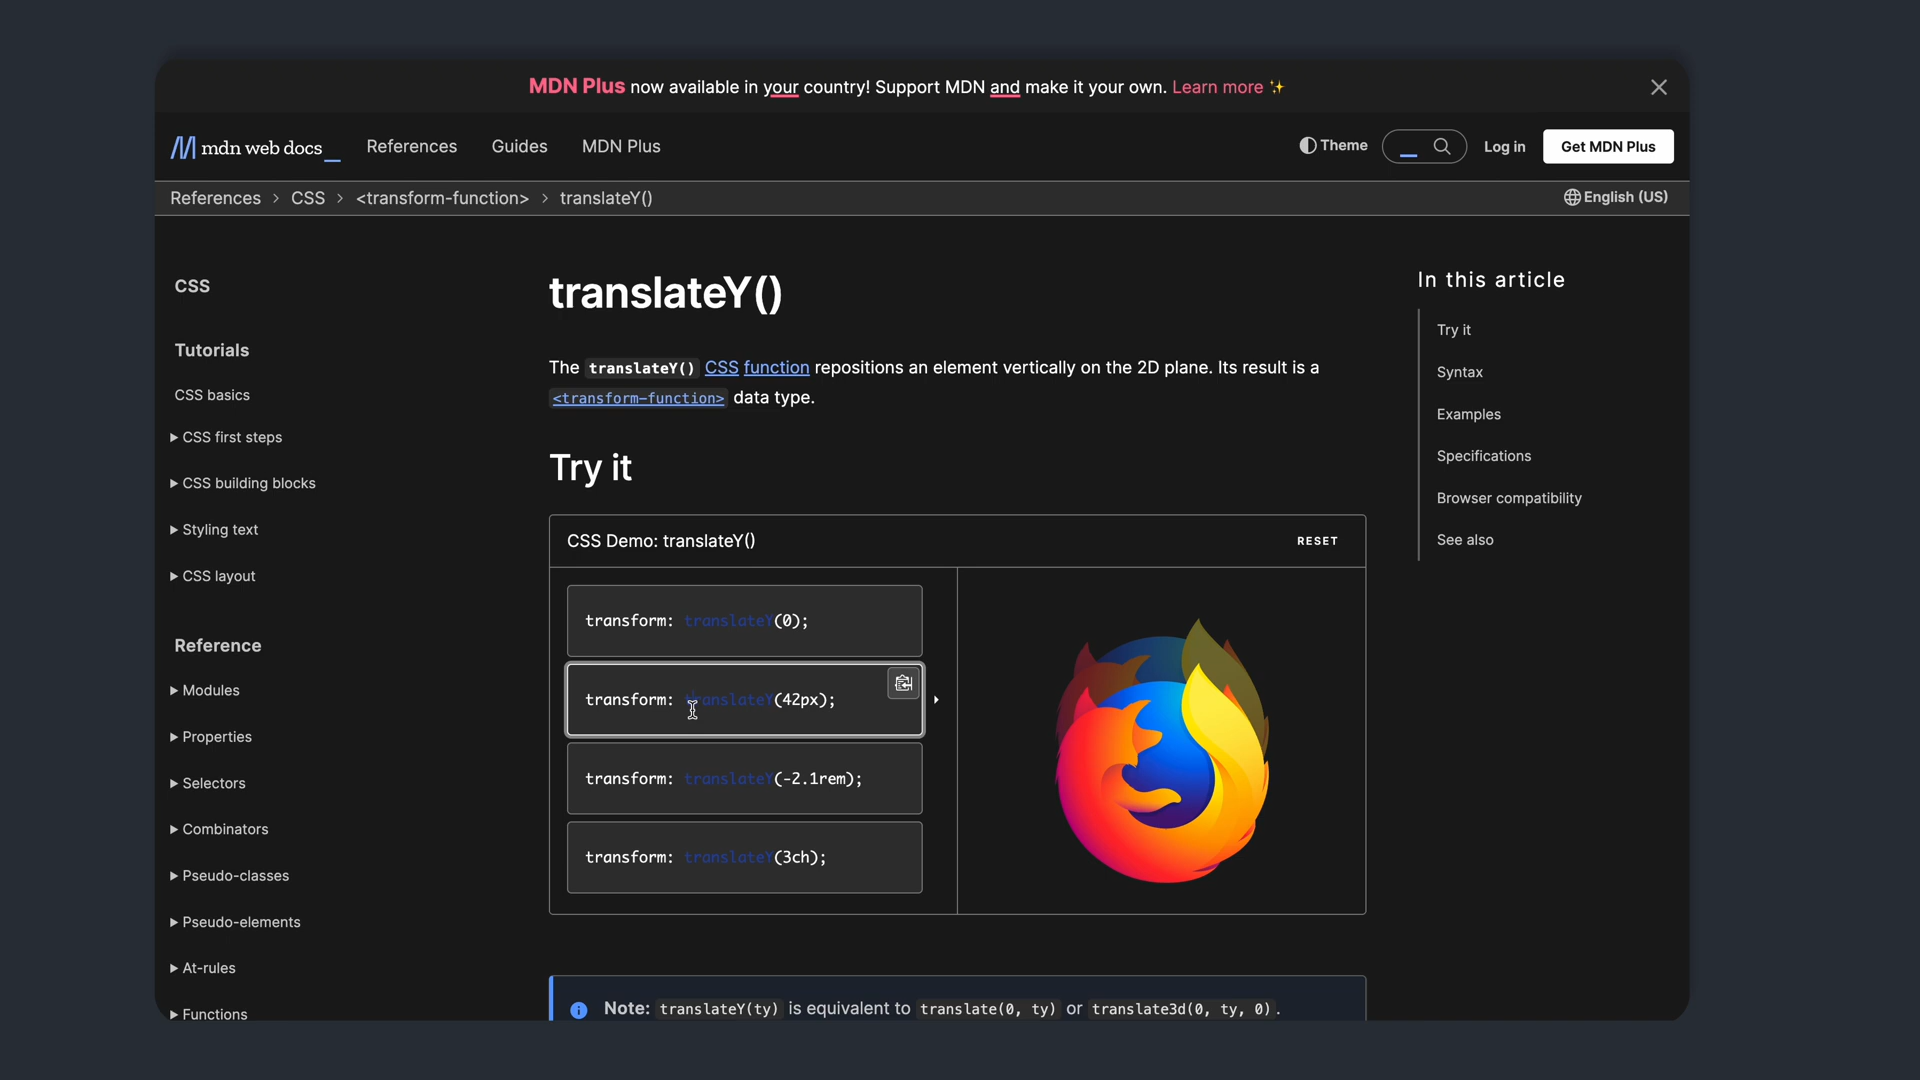 MDN Plus now available in your country! Support MDN and make it your own. Learn more ✨
mdn web docs_
References
Guides
MDN Plus
Theme
Log in
Get MDN Plus
References > CSS > <transform-function> > translateY()
English (US)
CSS
Tutorials
CSS basics
CSS first steps
CSS building blocks
Styling text
CSS layout
Reference
Modules
Properties
Selectors
Combinators
Pseudo-classes
Pseudo-elements
At-rules
Functions
translateY()
The translateY() CSS function repositions an element vertically on the 2D plane. Its result is a
<transform-function> data type.
Try it
CSS Demo: translateY()
RESET
transform: translateY(0);
transform: translateY(42px);
transform: translateY(-2.1rem);
transform: translateY(3ch);
Note: translateY(ty) is equivalent to translate(0, ty) or translate3d(0, ty, 0).
In this article
Try it
Syntax
Examples
Specifications
Browser compatibility
See also